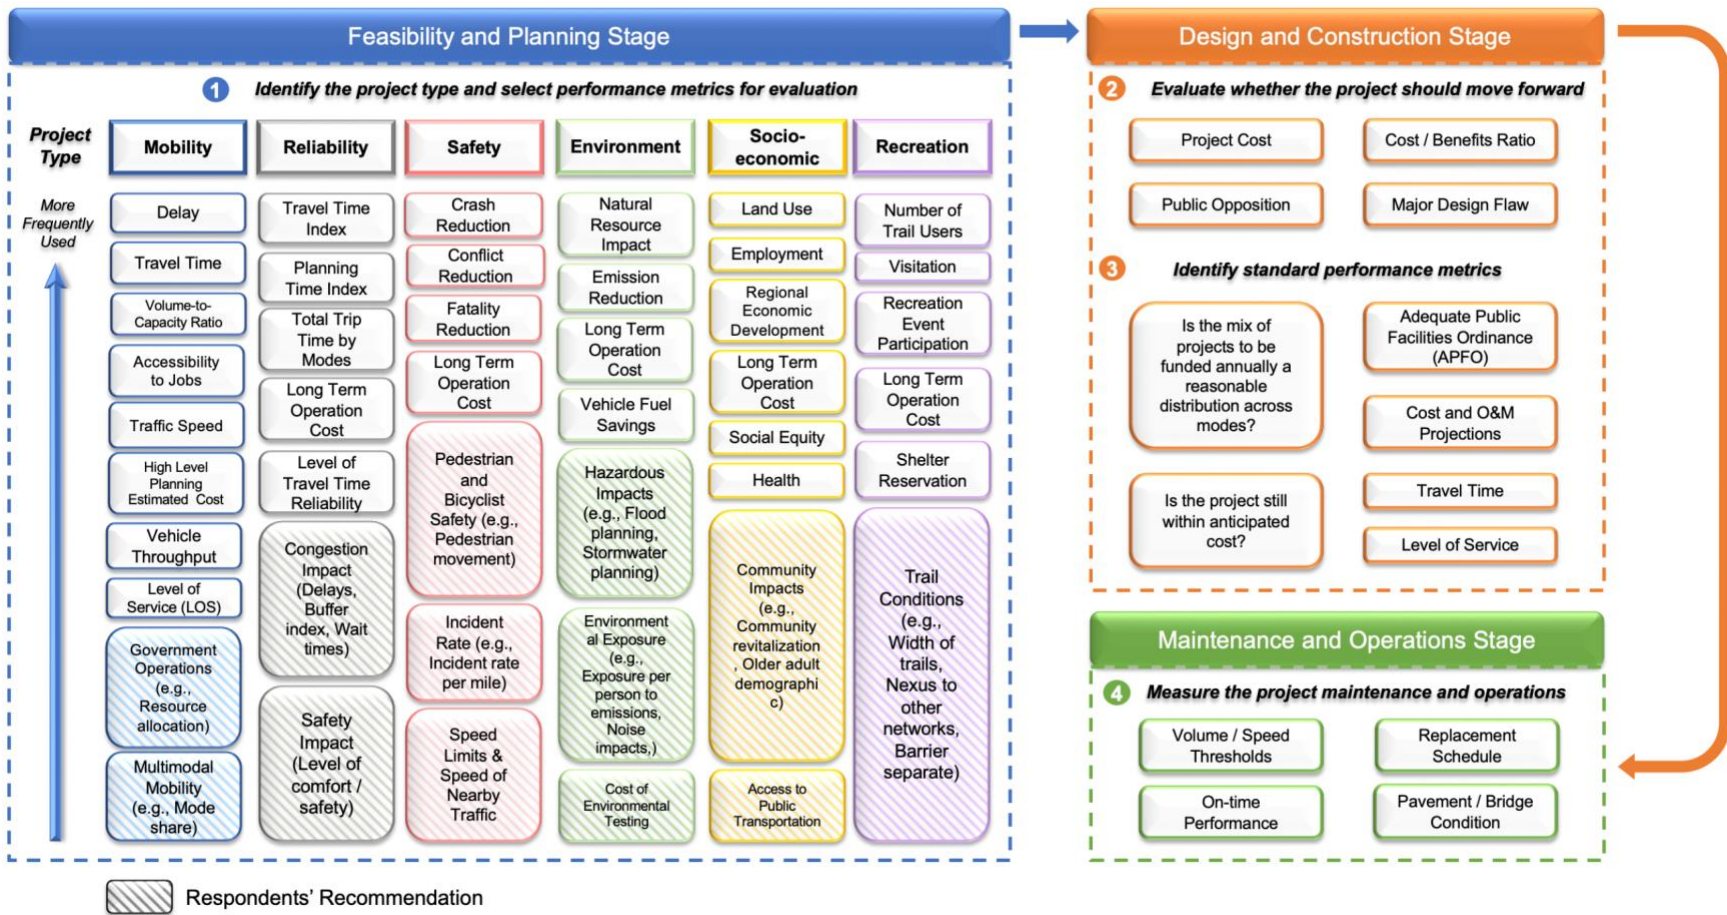 Feasibility and Planning Stage
1 Identify the project type and select performance metrics for evaluation
Project
Type
More
Frequently
Used
Mobility
Delay
Travel Time
Volume-to-
Capacity Ratio
Accessibility
to Jobs
Traffic Speed
High Level
Planning
Estimated Cost
Vehicle
Throughput
Level of
Service (LOS)
Government
Operations
(e.g.,
Resource
allocation)
Multimodal
Mobility
(e.g., Mode
share)
Reliability
Travel Time
Index
Planning
Time Index
Total Trip
Time by
Modes
Long Term
Operation
Cost
Level of
Travel Time
Reliability
Congestion
Impact
(Delays,
Buffer
index, Wait
times)
Safety
Impact
(Level of
comfort /
safety)
Safety
Crash
Reduction
Conflict
Reduction
Fatality
Reduction
Long Term
Operation
Cost
Pedestrian
and
Bicyclist
Safety (e.g.,
Pedestrian
movement)
Incident
Rate (e.g.,
Incident rate
per mile)
Speed
Limits &
Speed of
Nearby
Traffic
Environment
Natural
Resource
Impact
Emission
Reduction
Long Term
Operation
Cost
Vehicle Fuel
Savings
Hazardous
Impacts
(e.g., Flood
planning,
Stormwater
planning)
Environment
al Exposure
(e.g.,
Exposure per
person to
emissions,
Noise
impacts,)
Cost of
Environmental
Testing
Socio-
economic
Land Use
Employment
Regional
Economic
Development
Long Term
Operation
Cost
Social Equity
Health
Community
Impacts
(e.g.,
Community
revitalization
, Older adult
demographi
c)
Access to
Public
Transportation
Recreation
Number of
Trail Users
Visitation
Recreation
Event
Participation
Long Term
Operation
Cost
Shelter
Reservation
Trail
Conditions
(e.g.,
Width of
trails,
Nexus to
other
networks,
Barrier
separate)
Respondents' Recommendation
Design and Construction Stage
2 Evaluate whether the project should move forward
Project Cost
Cost / Benefits Ratio
Public Opposition
Major Design Flaw
3 Identify standard performance metrics
Is the mix of
projects to be
funded annually a
reasonable
distribution across
modes?
Is the project still
within anticipated
cost?
Adequate Public
Facilities Ordinance
(APFO)
Cost and O&M
Projections
Travel Time
Level of Service
Maintenance and Operations Stage
4 Measure the project maintenance and operations
Volume / Speed
Thresholds
Replacement
Schedule
On-time
Performance
Pavement / Bridge
Condition